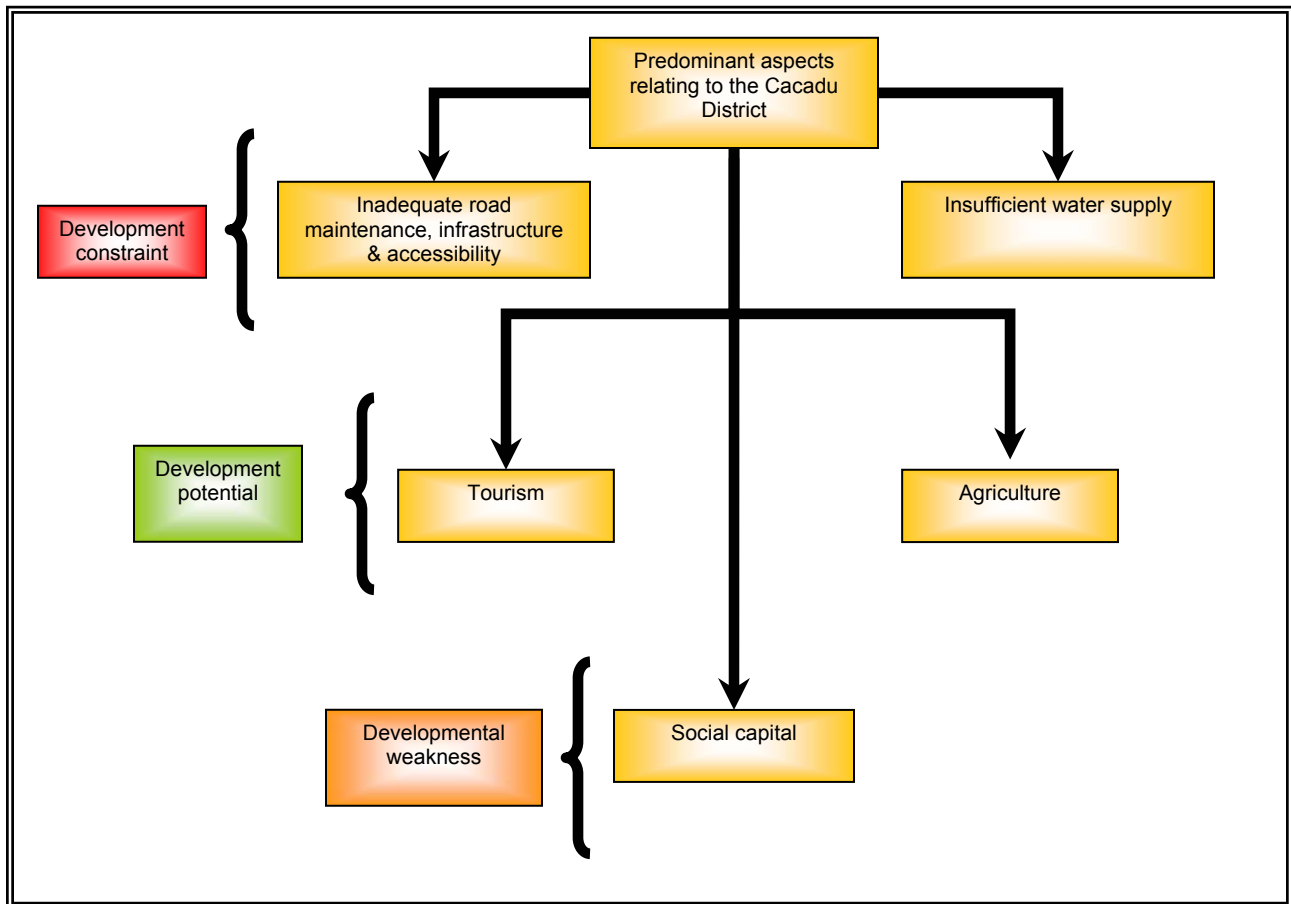 Predominant aspects
relating to the Cacadu
District
Development
constraint
Inadequate road
maintenance, infrastructure
& accessibility
Insufficient water supply
Development
potential
Tourism
Agriculture
Developmental
weakness
Social capital